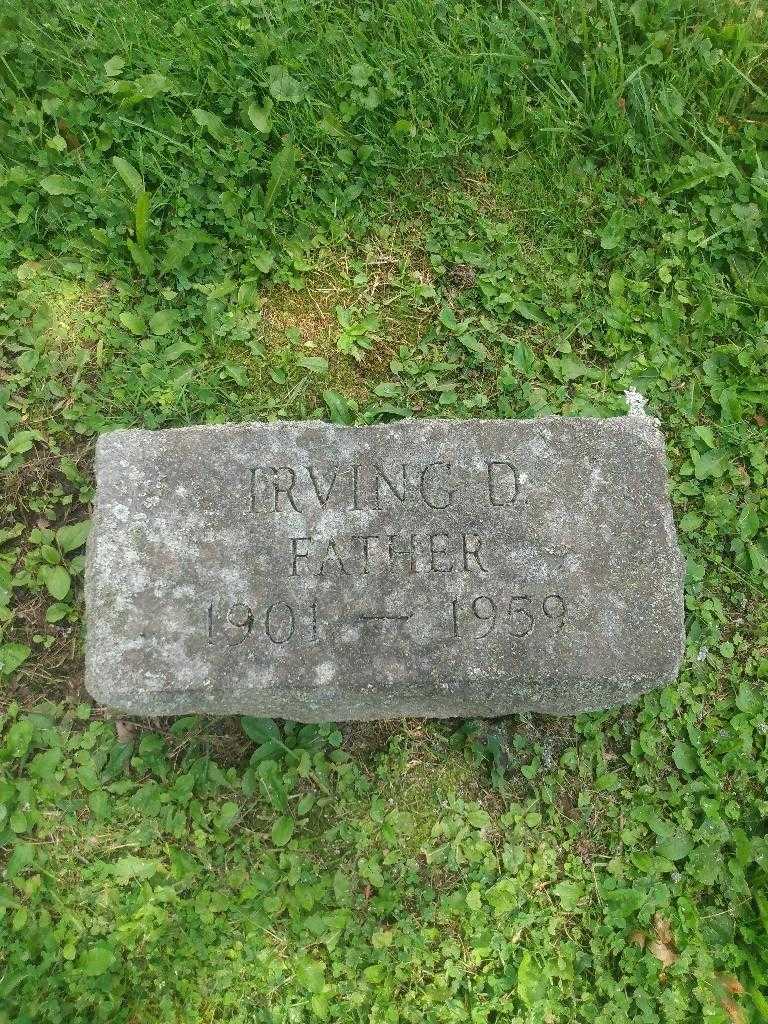 IRVING D.
FATHER
1901 — 1959